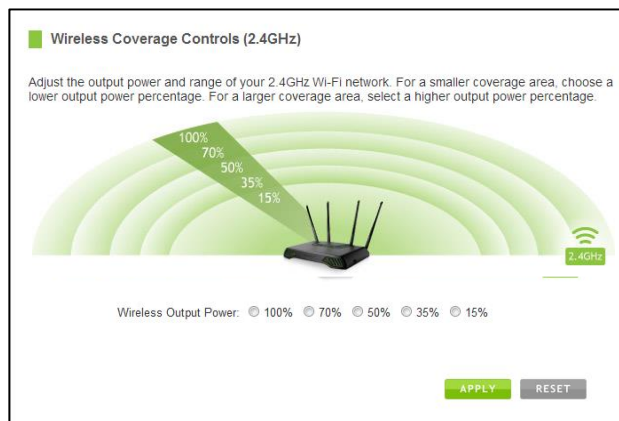 Wireless Coverage Controls (2.4GHz)
Adjust the output power and range of your 2.4GHz Wi-Fi network. For a smaller coverage area, choose a
lower output power percentage. For a larger coverage area, select a higher output power percentage.
100%
70%
50%
35%
15%
2.4GHz
Wireless Output Power: 100% 70% 50% 35% 15%
APPLY RESET